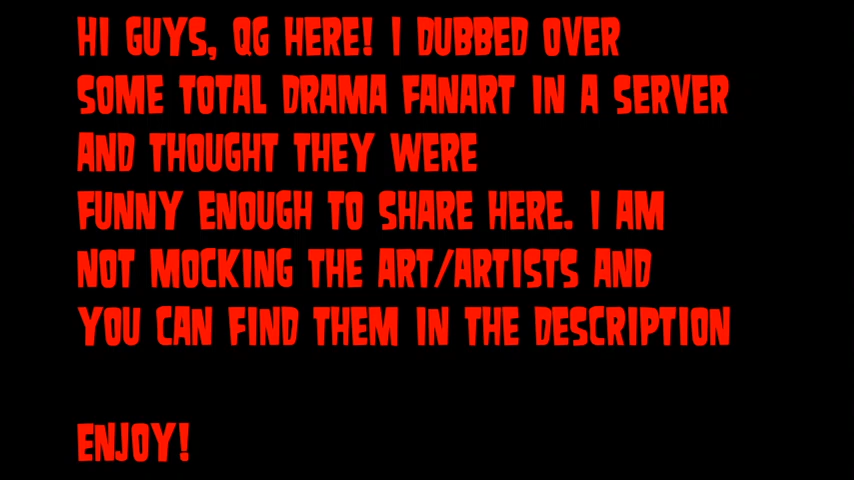 HI GUYS, QG HERE! I DUBBED OVER
SOME TOTAL DRAMA FANART IN A SERVER
AND THOUGHT THEY WERE
FUNNY ENOUGH TO SHARE HERE. I AM
NOT MOCKING THE ART/ARTISTS AND
YOU CAN FIND THEM IN THE DESCRIPTION
ENJOY!